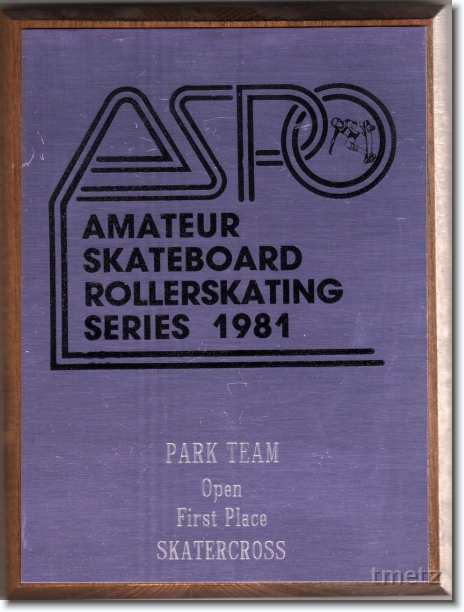 ASPO
AMATEUR
SKATEBOARD
ROLLERSKATING
SERIES 1981
PARK TEAM
Open
First Place
SKATERCROSS
tmetz